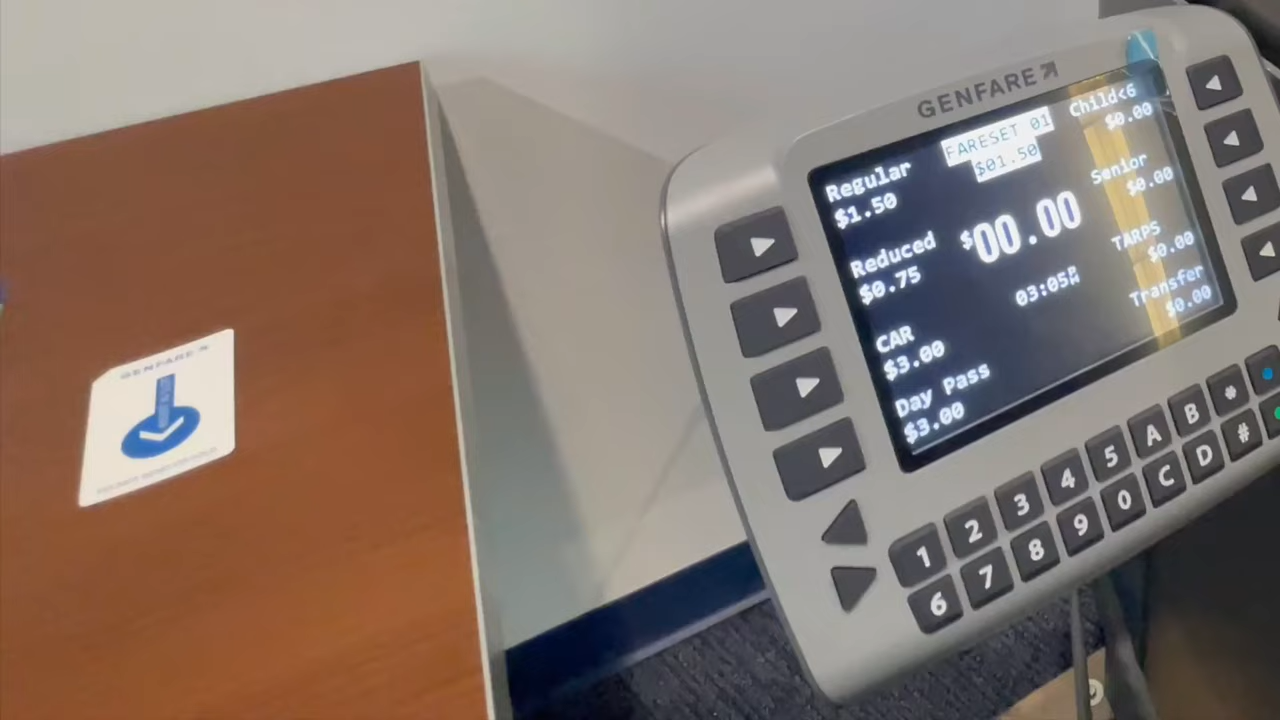 GENFARE
GENFARE
FARESET 01
$01.50
$00.00
03:05PM
Regular
$1.50
Reduced
$0.75
CAR
$3.00
Day Pass
$3.00
Child<6
$0.00
Senior
$0.00
TARPS
$0.00
Transfer
$0.00
1 2 3 4 5 A B *
6 7 8 9 0 C D #